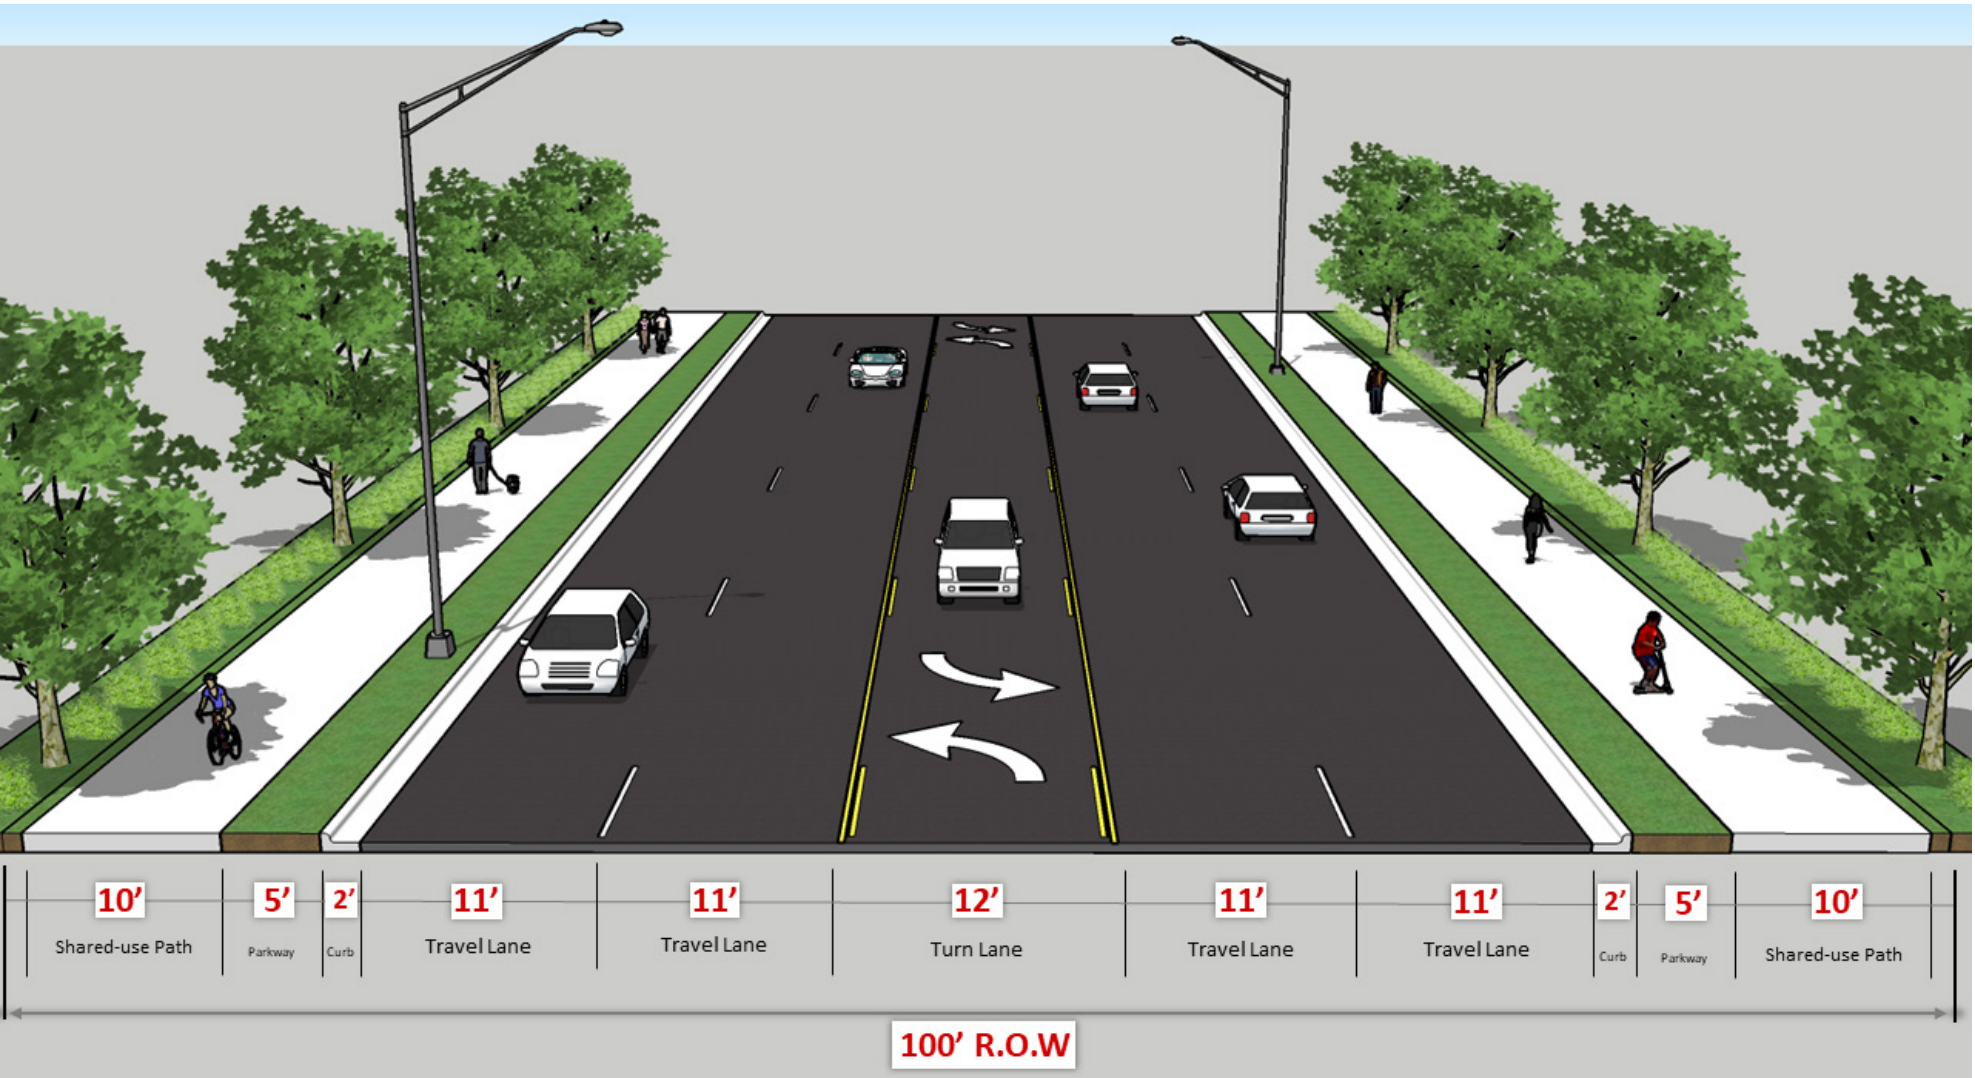 10’ 5’ 2’ 11’ 11’ 12’ 11’ 11’ 2’ 5’ 10’
Shared-use Path Parkway Curb Travel Lane Travel Lane Turn Lane Travel Lane Travel Lane Curb Parkway Shared-use Path
100’ R.O.W